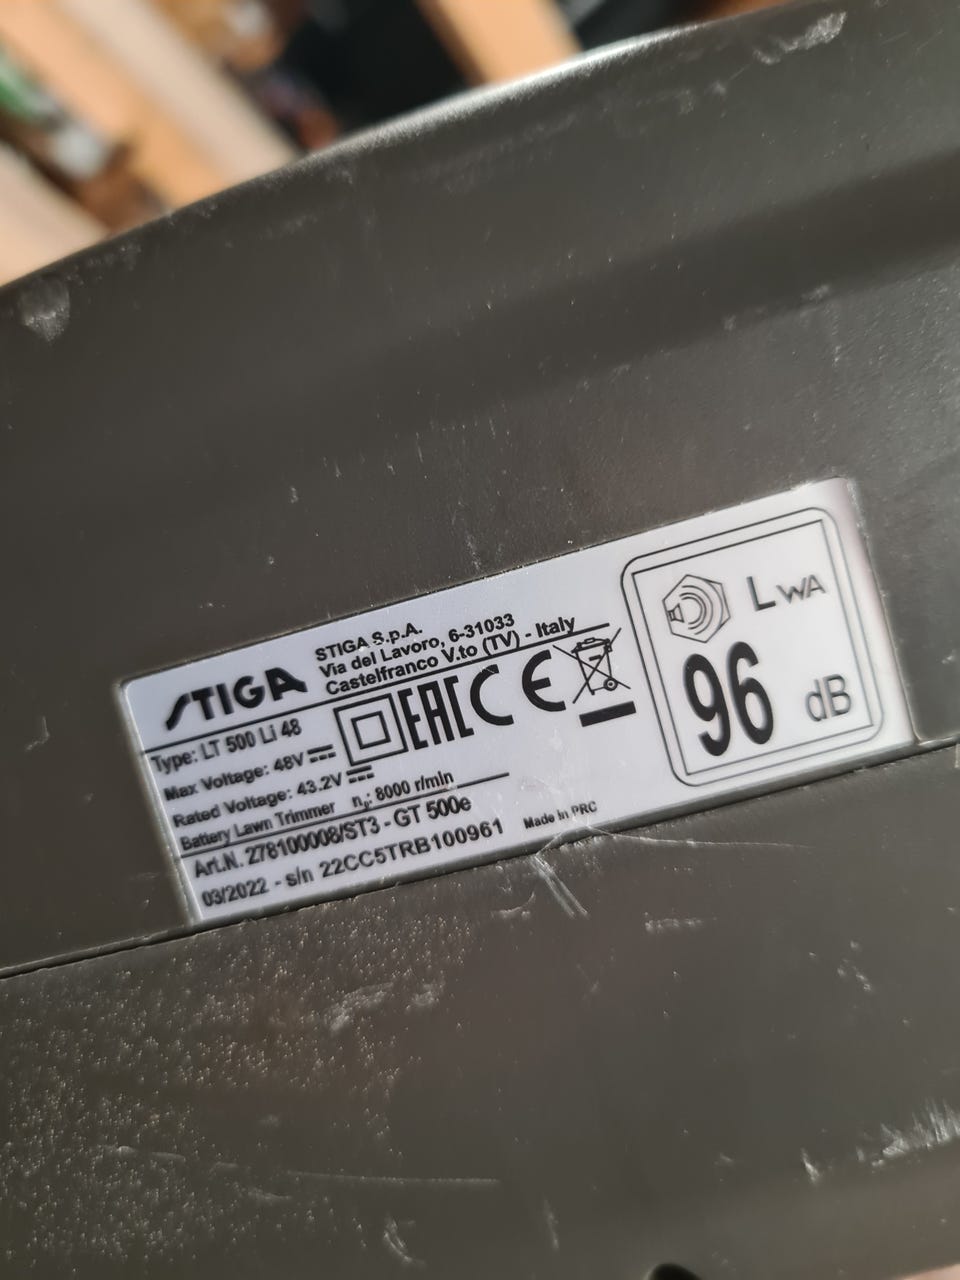 STIGA
STIGA S.p.A.
Via del Lavoro, 6-31033
Castelfranco V.to (TV) - Italy
Type: LT 500 Li 48
Max Voltage: 48V
Rated Voltage: 43.2V
Battery Lawn Trimmer n₀: 8000 r/min
Art.N. 278100008/ST3 - GT 500e
03/2022 - s/n 22CC5TRB100961
Made in PRC
EAC CE
LWA
96 dB